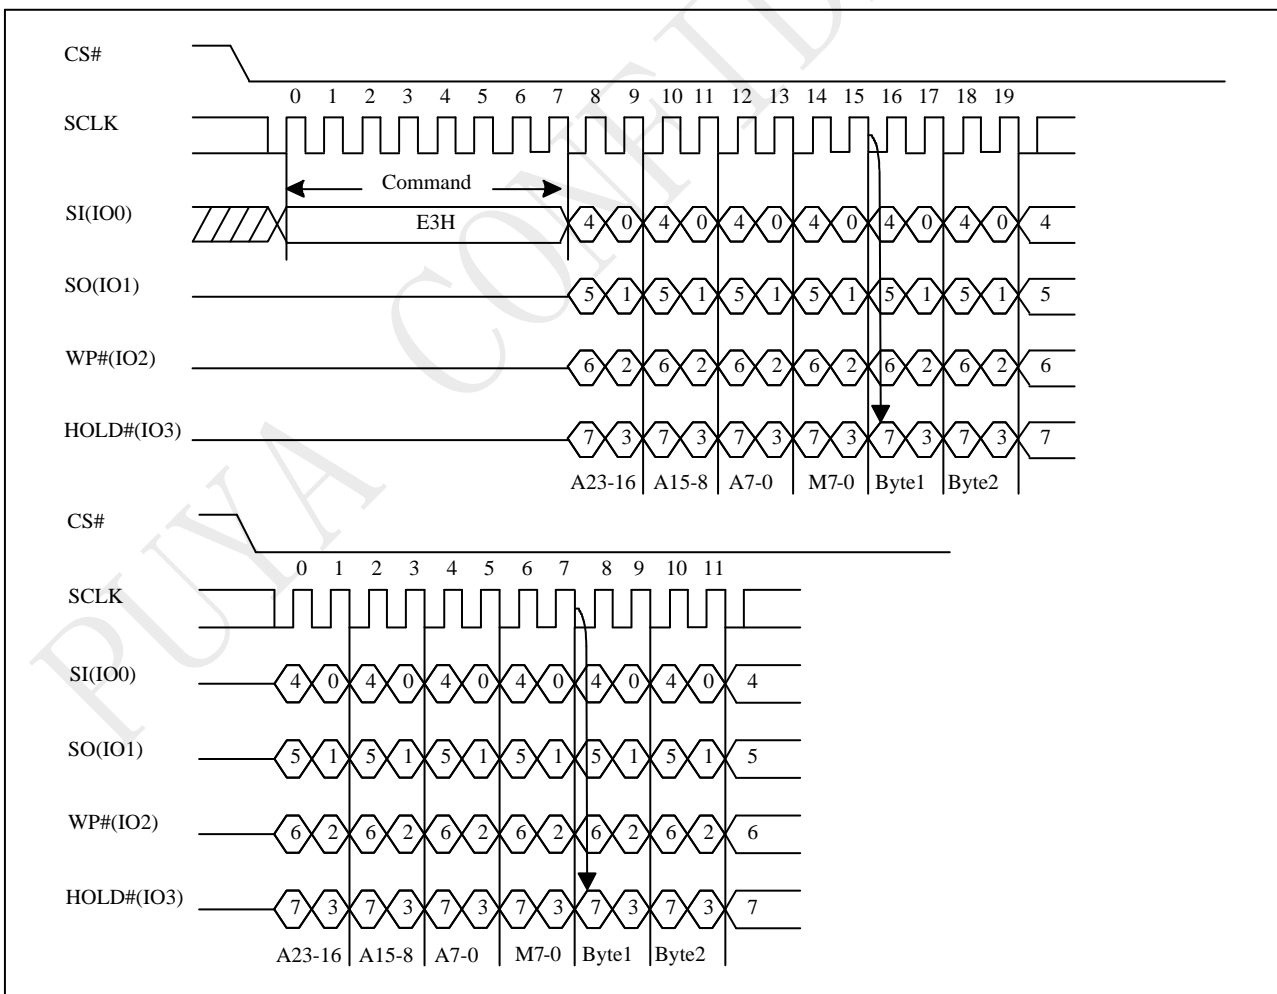 PUYA CONFID
CS#
0 1 2 3 4 5 6 7 8 9 10 11 12 13 14 15 16 17 18 19
SCLK
Command
SI(IO0) E3H 4 0 4 0 4 0 4 0 4 0 4 0 4
SO(IO1) 5 1 5 1 5 1 5 1 5 1 5 1 5
WP#(IO2) 6 2 6 2 6 2 6 2 6 2 6 2 6
HOLD#(IO3) 7 3 7 3 7 3 7 3 7 3 7 3 7
A23-16 A15-8 A7-0 M7-0 Byte1 Byte2
CS#
0 1 2 3 4 5 6 7 8 9 10 11
SCLK
SI(IO0) 4 0 4 0 4 0 4 0 4 0 4 0 4
SO(IO1) 5 1 5 1 5 1 5 1 5 1 5 1 5
WP#(IO2) 6 2 6 2 6 2 6 2 6 2 6 2 6
HOLD#(IO3) 7 3 7 3 7 3 7 3 7 3 7 3 7
A23-16 A15-8 A7-0 M7-0 Byte1 Byte2